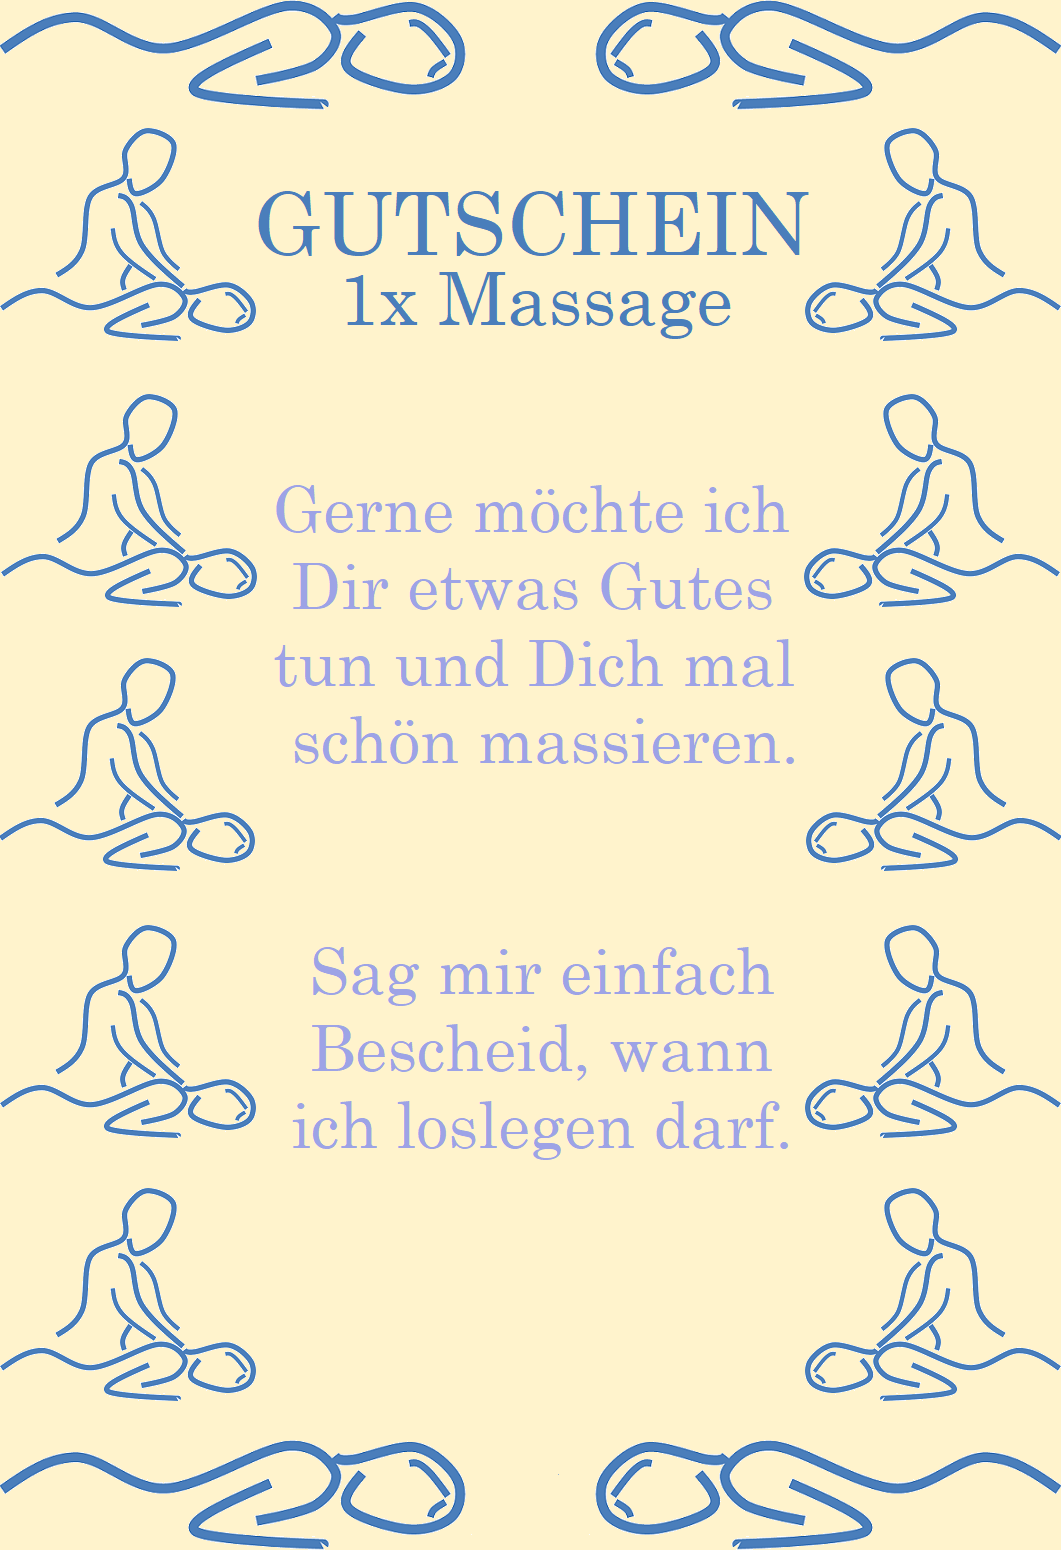 GUTSCHEIN
1x Massage
Gerne möchte ich
Dir etwas Gutes
tun und Dich mal
schön massieren.
Sag mir einfach
Bescheid, wann
ich loslegen darf.